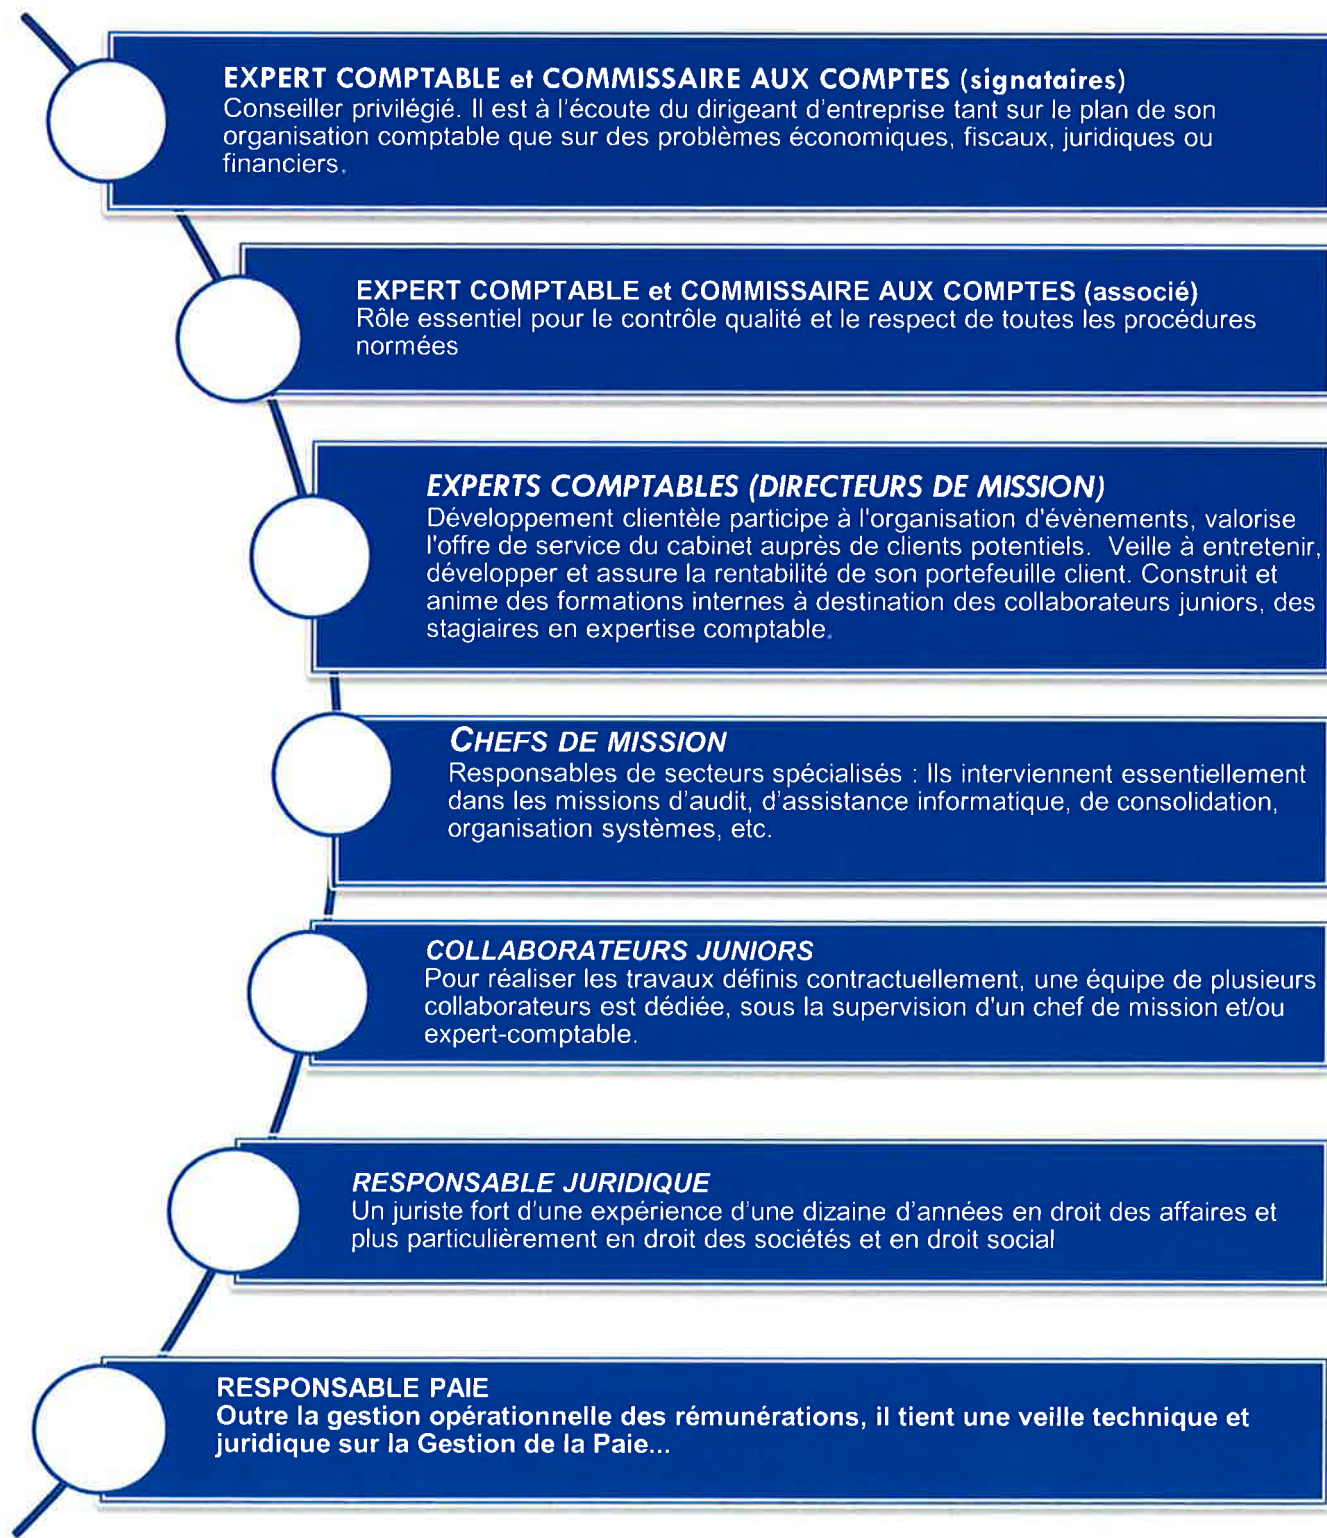 EXPERT COMPTABLE et COMMISSAIRE AUX COMPTES (signataires)
Conseiller privilégié. Il est à l'écoute du dirigeant d'entreprise tant sur le plan de son
organisation comptable que sur des problèmes économiques, fiscaux, juridiques ou
financiers.
EXPERT COMPTABLE et COMMISSAIRE AUX COMPTES (associé)
Rôle essentiel pour le contrôle qualité et le respect de toutes les procédures
normées
EXPERTS COMPTABLES (DIRECTEURS DE MISSION)
Développement clientèle participe à l'organisation d'évènements, valorise
l'offre de service du cabinet auprès de clients potentiels. Veille à entretenir,
développer et assure la rentabilité de son portefeuille client. Construit et
anime des formations internes à destination des collaborateurs juniors, des
stagiaires en expertise comptable.
CHEFS DE MISSION
Responsables de secteurs spécialisés : Ils interviennent essentiellement
dans les missions d'audit, d'assistance informatique, de consolidation,
organisation systèmes, etc.
COLLABORATEURS JUNIORS
Pour réaliser les travaux définis contractuellement, une équipe de plusieurs
collaborateurs est dédiée, sous la supervision d'un chef de mission et/ou
expert-comptable.
RESPONSABLE JURIDIQUE
Un juriste fort d'une expérience d'une dizaine d'années en droit des affaires et
plus particulièrement en droit des sociétés et en droit social
RESPONSABLE PAIE
Outre la gestion opérationnelle des rémunérations, il tient une veille technique et
juridique sur la Gestion de la Paie...